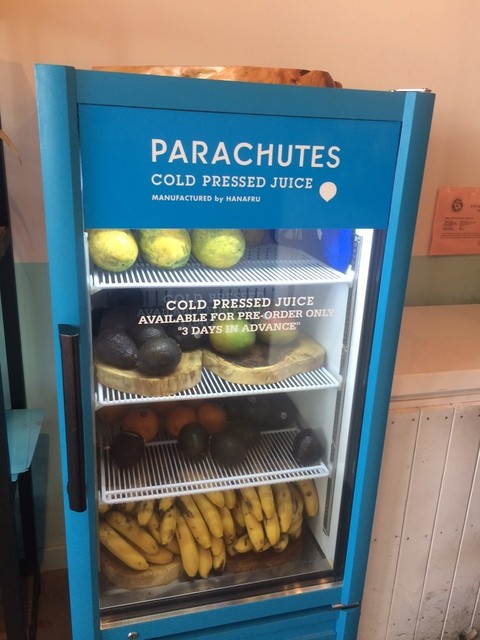 PARACHUTES
COLD PRESSED JUICE
MANUFACTURED by HANAFRU
COLD PRESSED JUICE
AVAILABLE FOR PRE-ORDER ONLY
"3 DAYS IN ADVANCE"